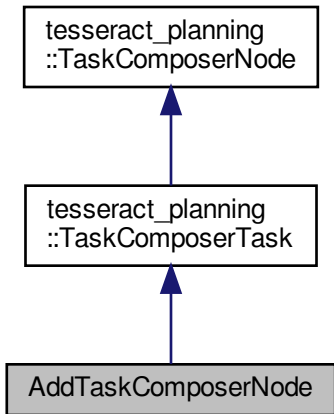 tesseract_planning
::TaskComposerNode
tesseract_planning
::TaskComposerTask
AddTaskComposerNode